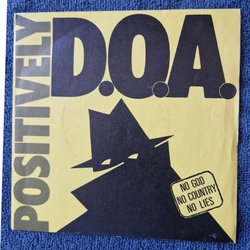 POSITIVELY
D.O.A.
NO GOD
NO COUNTRY
NO LIES